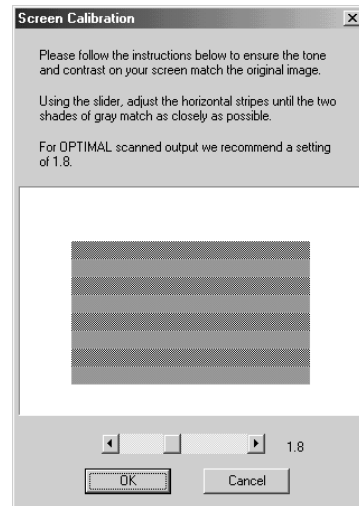 Screen Calibration
Please follow the instructions below to ensure the tone
and contrast on your screen match the original image.
Using the slider, adjust the horizontal stripes until the two
shades of gray match as closely as possible.
For OPTIMAL scanned output we recommend a setting
of 1.8.
1.8
OK
Cancel